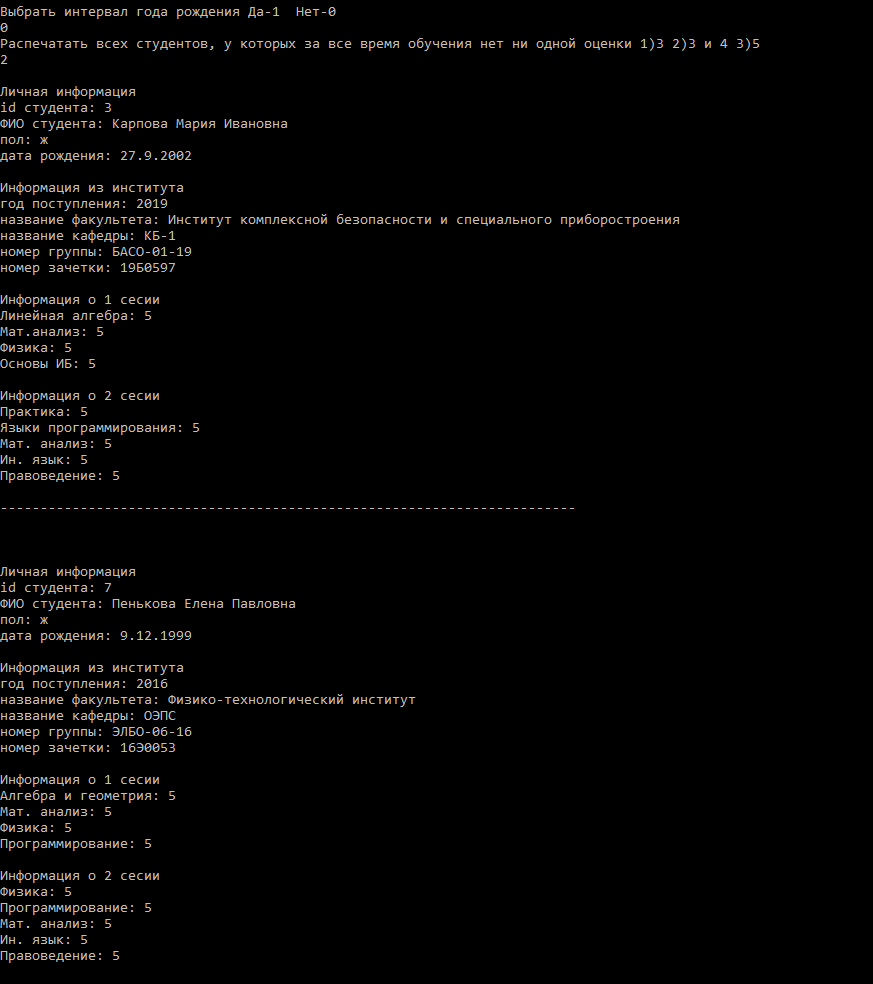 Выбрать интервал года рождения Да-1  Нет-0
0
Распечатать всех студентов, у которых за все время обучения нет ни одной оценки 1)3 2)3 и 4 3)5
2
Личная информация
id студента: 3
ФИО студента: Карпова Мария Ивановна
пол: ж
дата рождения: 27.9.2002
Информация из института
год поступления: 2019
название факультета: Институт комплексной безопасности и специального приборостроения
название кафедры: КБ-1
номер группы: БАСО-01-19
номер зачетки: 19Б0597
Информация о 1 сесии
Линейная алгебра: 5
Мат.анализ: 5
Физика: 5
Основы ИБ: 5
Информация о 2 сесии
Практика: 5
Языки программирования: 5
Мат. анализ: 5
Ин. язык: 5
Правоведение: 5
------------------------------------------------------------------------
Личная информация
id студента: 7
ФИО студента: Пенькова Елена Павловна
пол: ж
дата рождения: 9.12.1999
Информация из института
год поступления: 2016
название факультета: Физико-технологический институт
название кафедры: ОЭПС
номер группы: ЭЛБО-06-16
номер зачетки: 16Э0053
Информация о 1 сесии
Алгебра и геометрия: 5
Мат. анализ: 5
Физика: 5
Программирование: 5
Информация о 2 сесии
Физика: 5
Программирование: 5
Мат. анализ: 5
Ин. язык: 5
Правоведение: 5